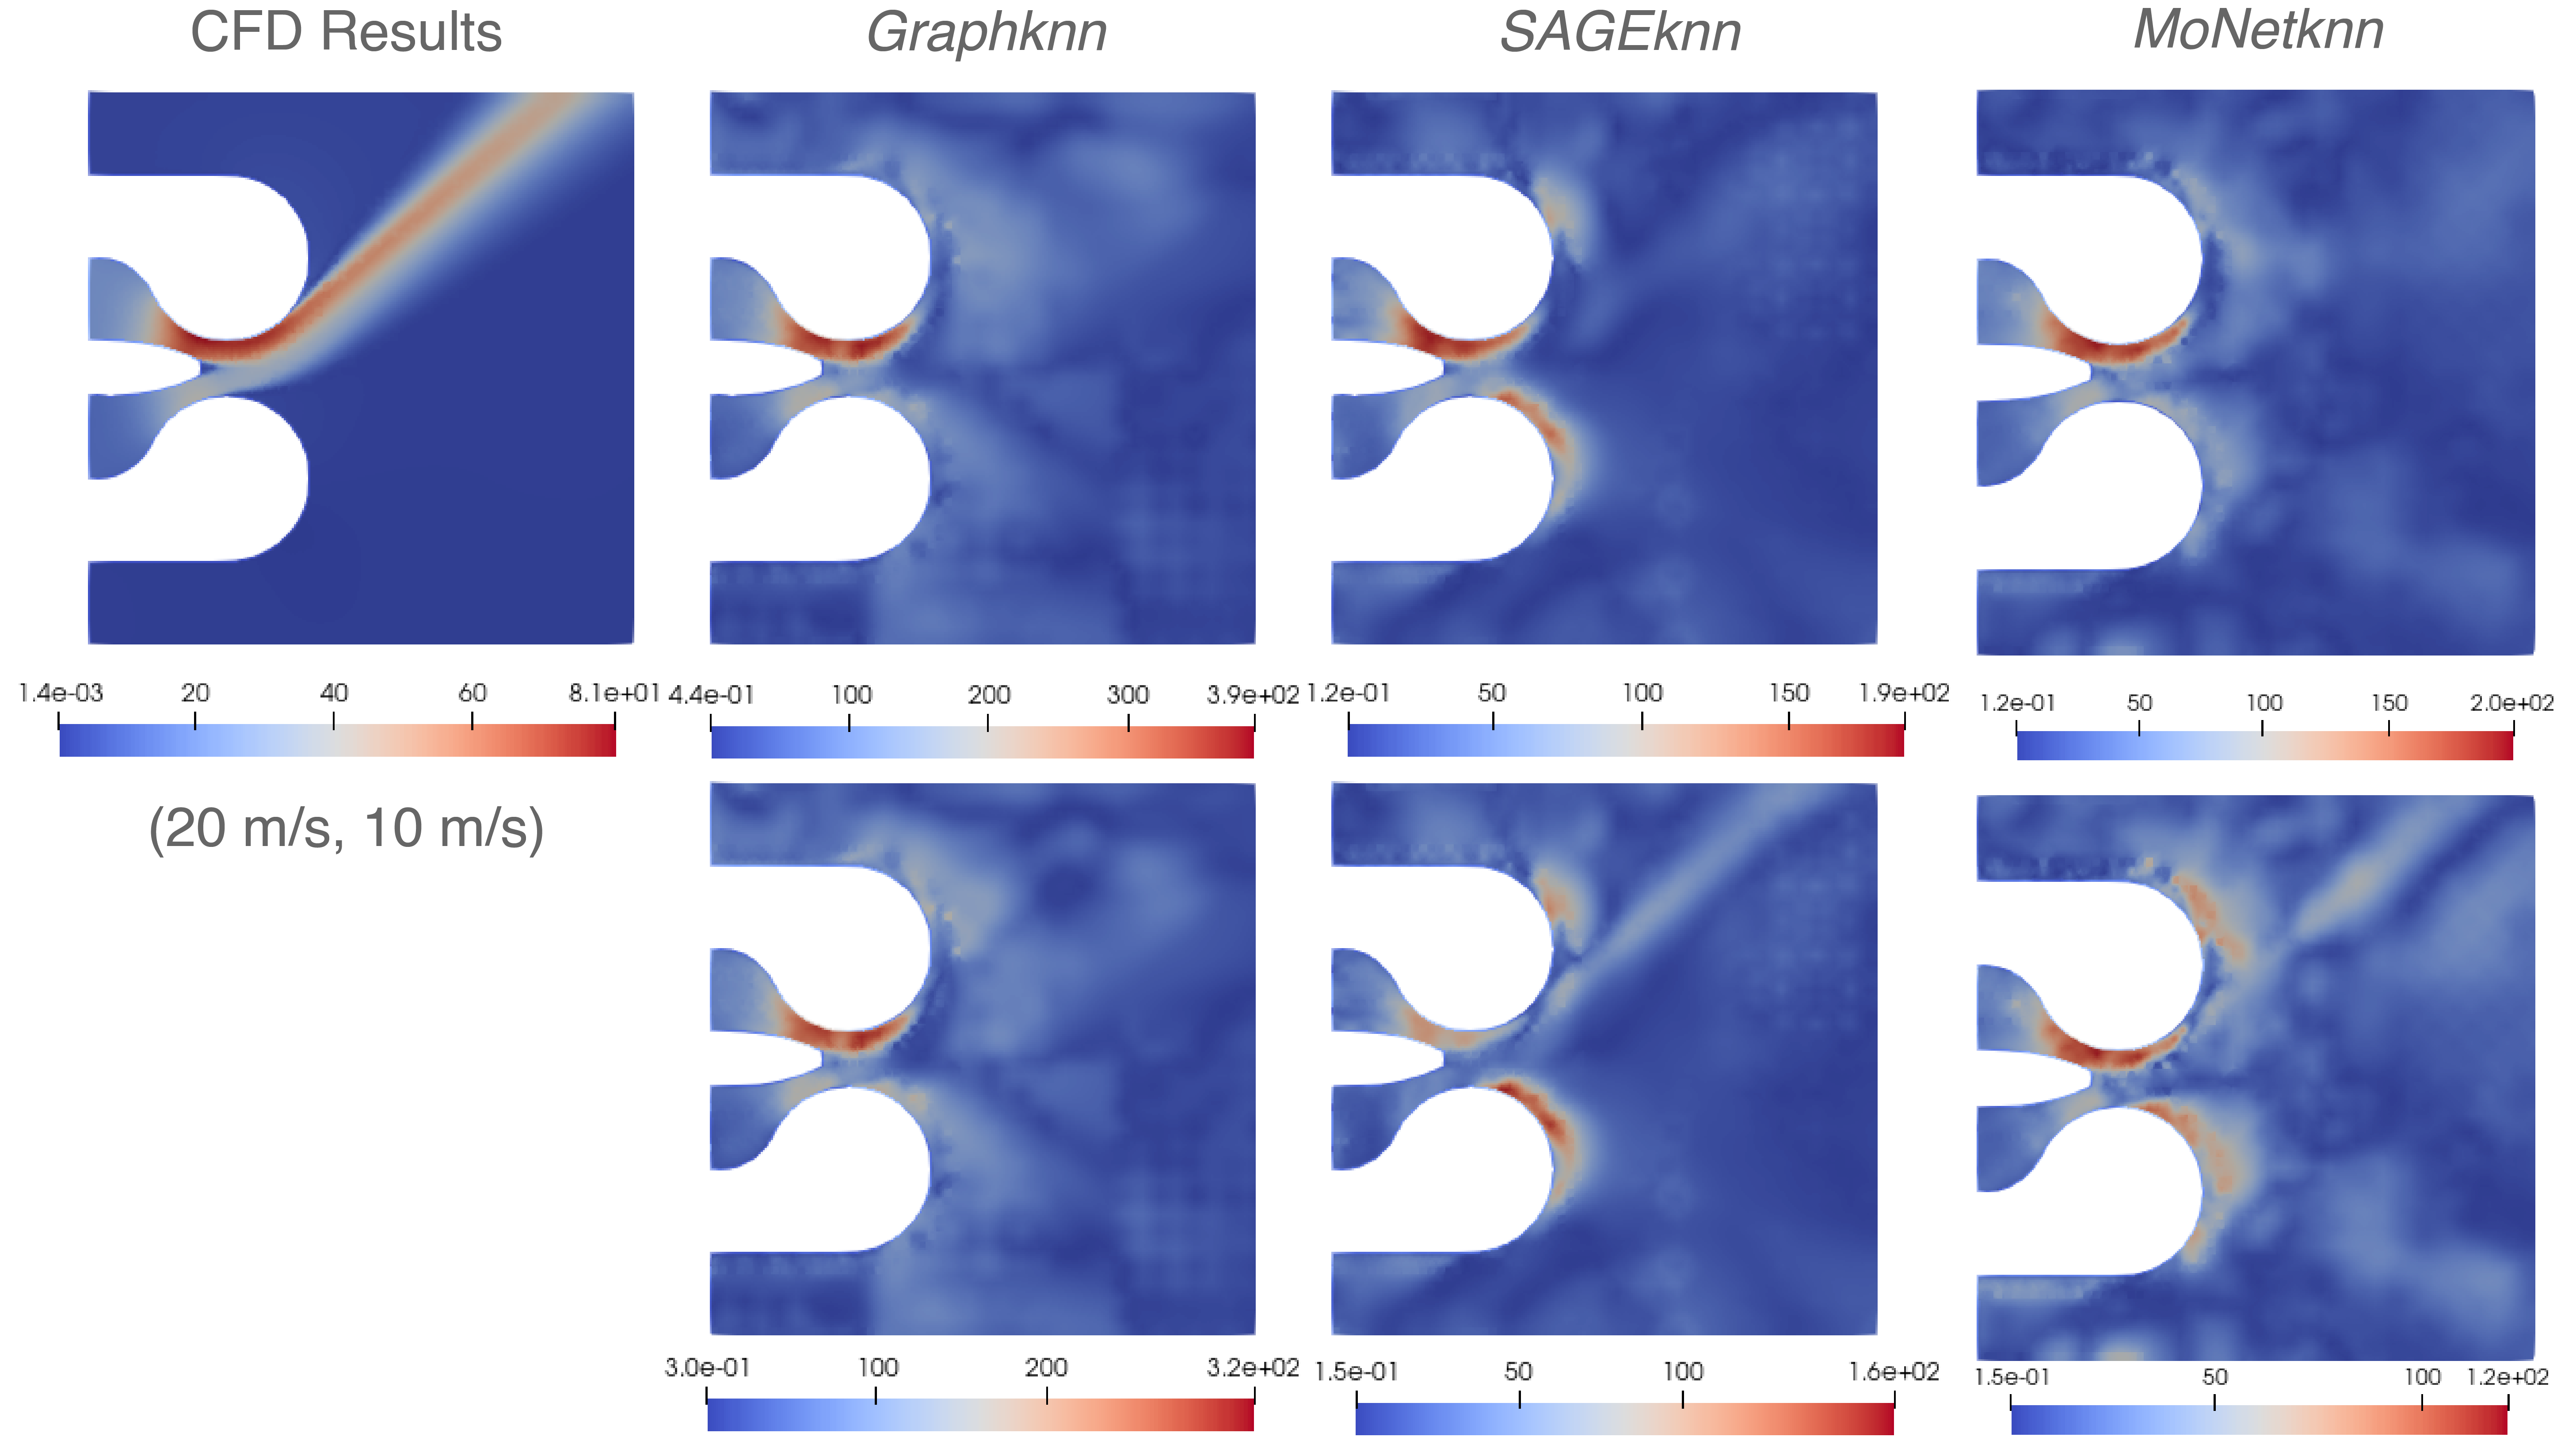 CFD Results
Graphknn
SAGEknn
MoNetknn
1.4e-03 20 40 60 8.1e+01
4.4e-01 100 200 300 3.9e+02
1.2e-01 50 100 150 1.9e+02
1.2e-01 50 100 150 2.0e+02
(20 m/s, 10 m/s)
3.0e-01 100 200 3.2e+02
1.5e-01 50 100 1.6e+02
1.5e-01 50 100 1.2e+02